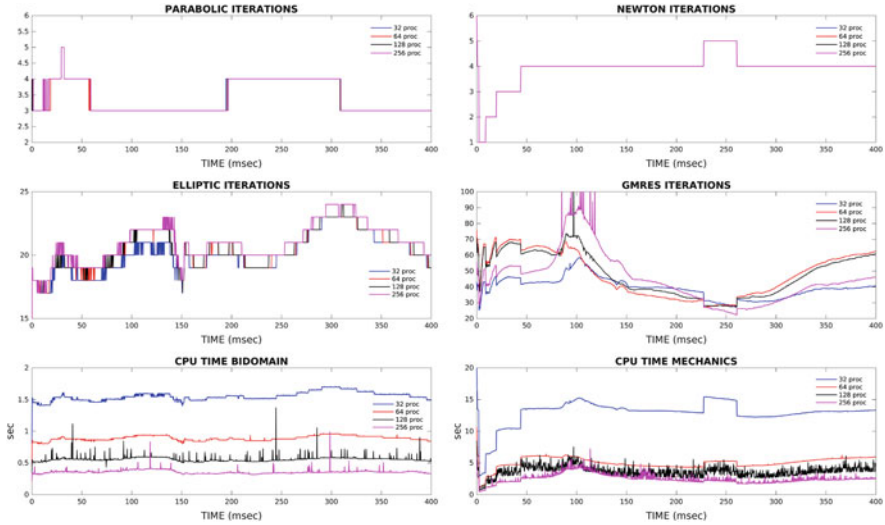 PARABOLIC ITERATIONS
6
5.5
5
4.5
4
3.5
3
2.5
2
0 50 100 150 200 250 300 350 400
TIME (msec)
32 proc
64 proc
128 proc
256 proc
NEWTON ITERATIONS
6
5
4
3
2
1
0 50 100 150 200 250 300 350 400
TIME (msec)
32 proc
64 proc
128 proc
256 proc
ELLIPTIC ITERATIONS
25
20
15
0 50 100 150 200 250 300 350 400
TIME (msec)
32 proc
64 proc
128 proc
256 proc
GMRES ITERATIONS
100
90
80
70
60
50
40
30
20
0 50 100 150 200 250 300 350 400
TIME (msec)
32 proc
64 proc
128 proc
256 proc
CPU TIME BIDOMAIN
sec
2
1.5
1
0.5
0
0 50 100 150 200 250 300 350 400
TIME (msec)
32 proc
64 proc
128 proc
256 proc
CPU TIME MECHANICS
sec
20
15
10
5
0
0 50 100 150 200 250 300 350 400
TIME (msec)
32 proc
64 proc
128 proc
256 proc